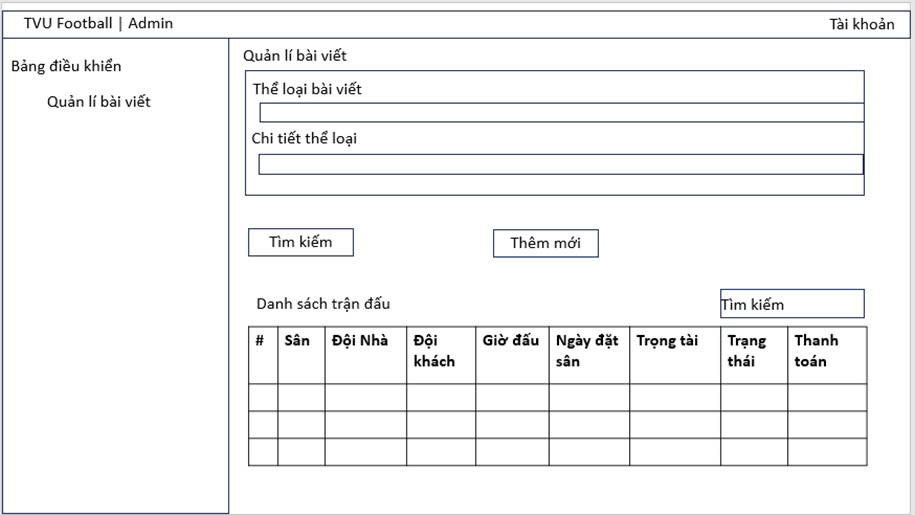 TVU Football | Admin
Tài khoản
Bảng điều khiển
Quản lí bài viết
Quản lí bài viết
Thể loại bài viết
Chi tiết thể loại
Tìm kiếm
Thêm mới
Danh sách trận đấu
Tìm kiếm
# Sân Đội Nhà Đội khách Giờ đấu Ngày đặt sân Trọng tài Trạng thái Thanh toán